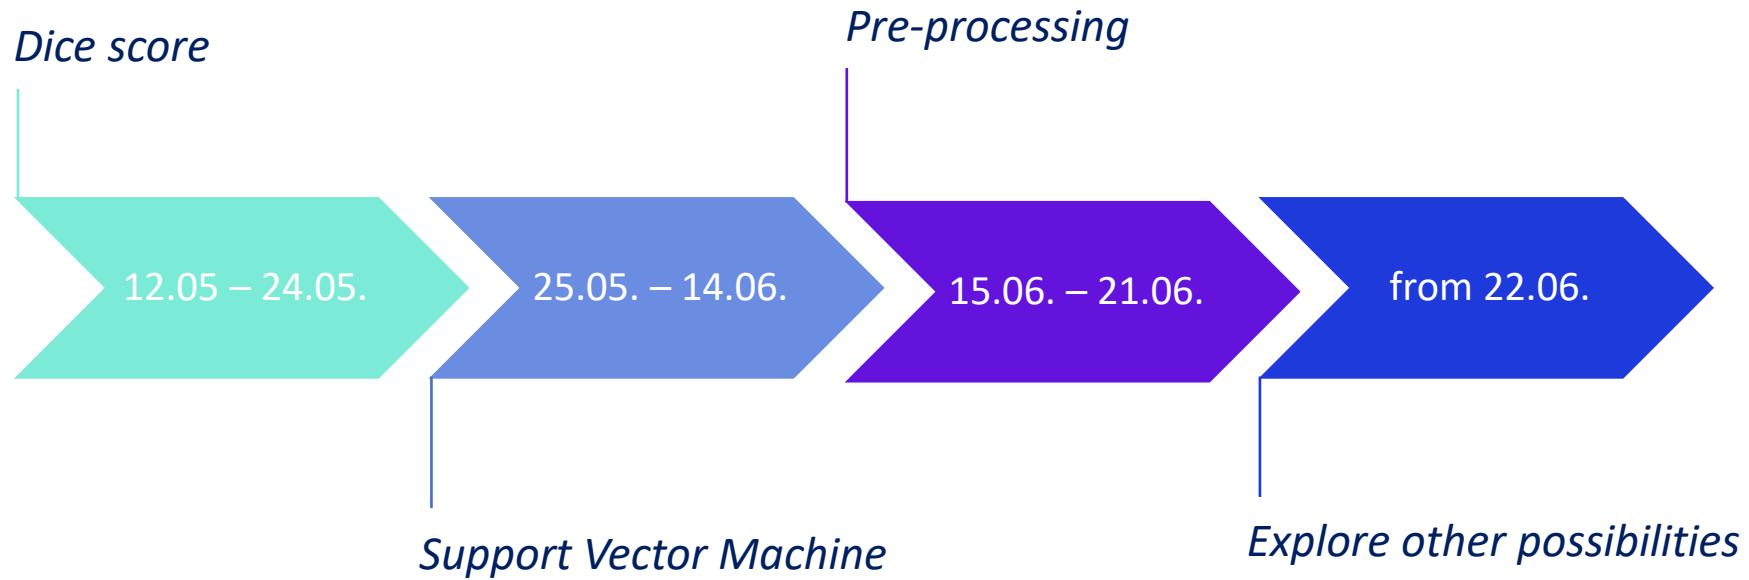 Dice score
Pre-processing
12.05 – 24.05.
25.05. – 14.06.
15.06. – 21.06.
from 22.06.
Support Vector Machine
Explore other possibilities